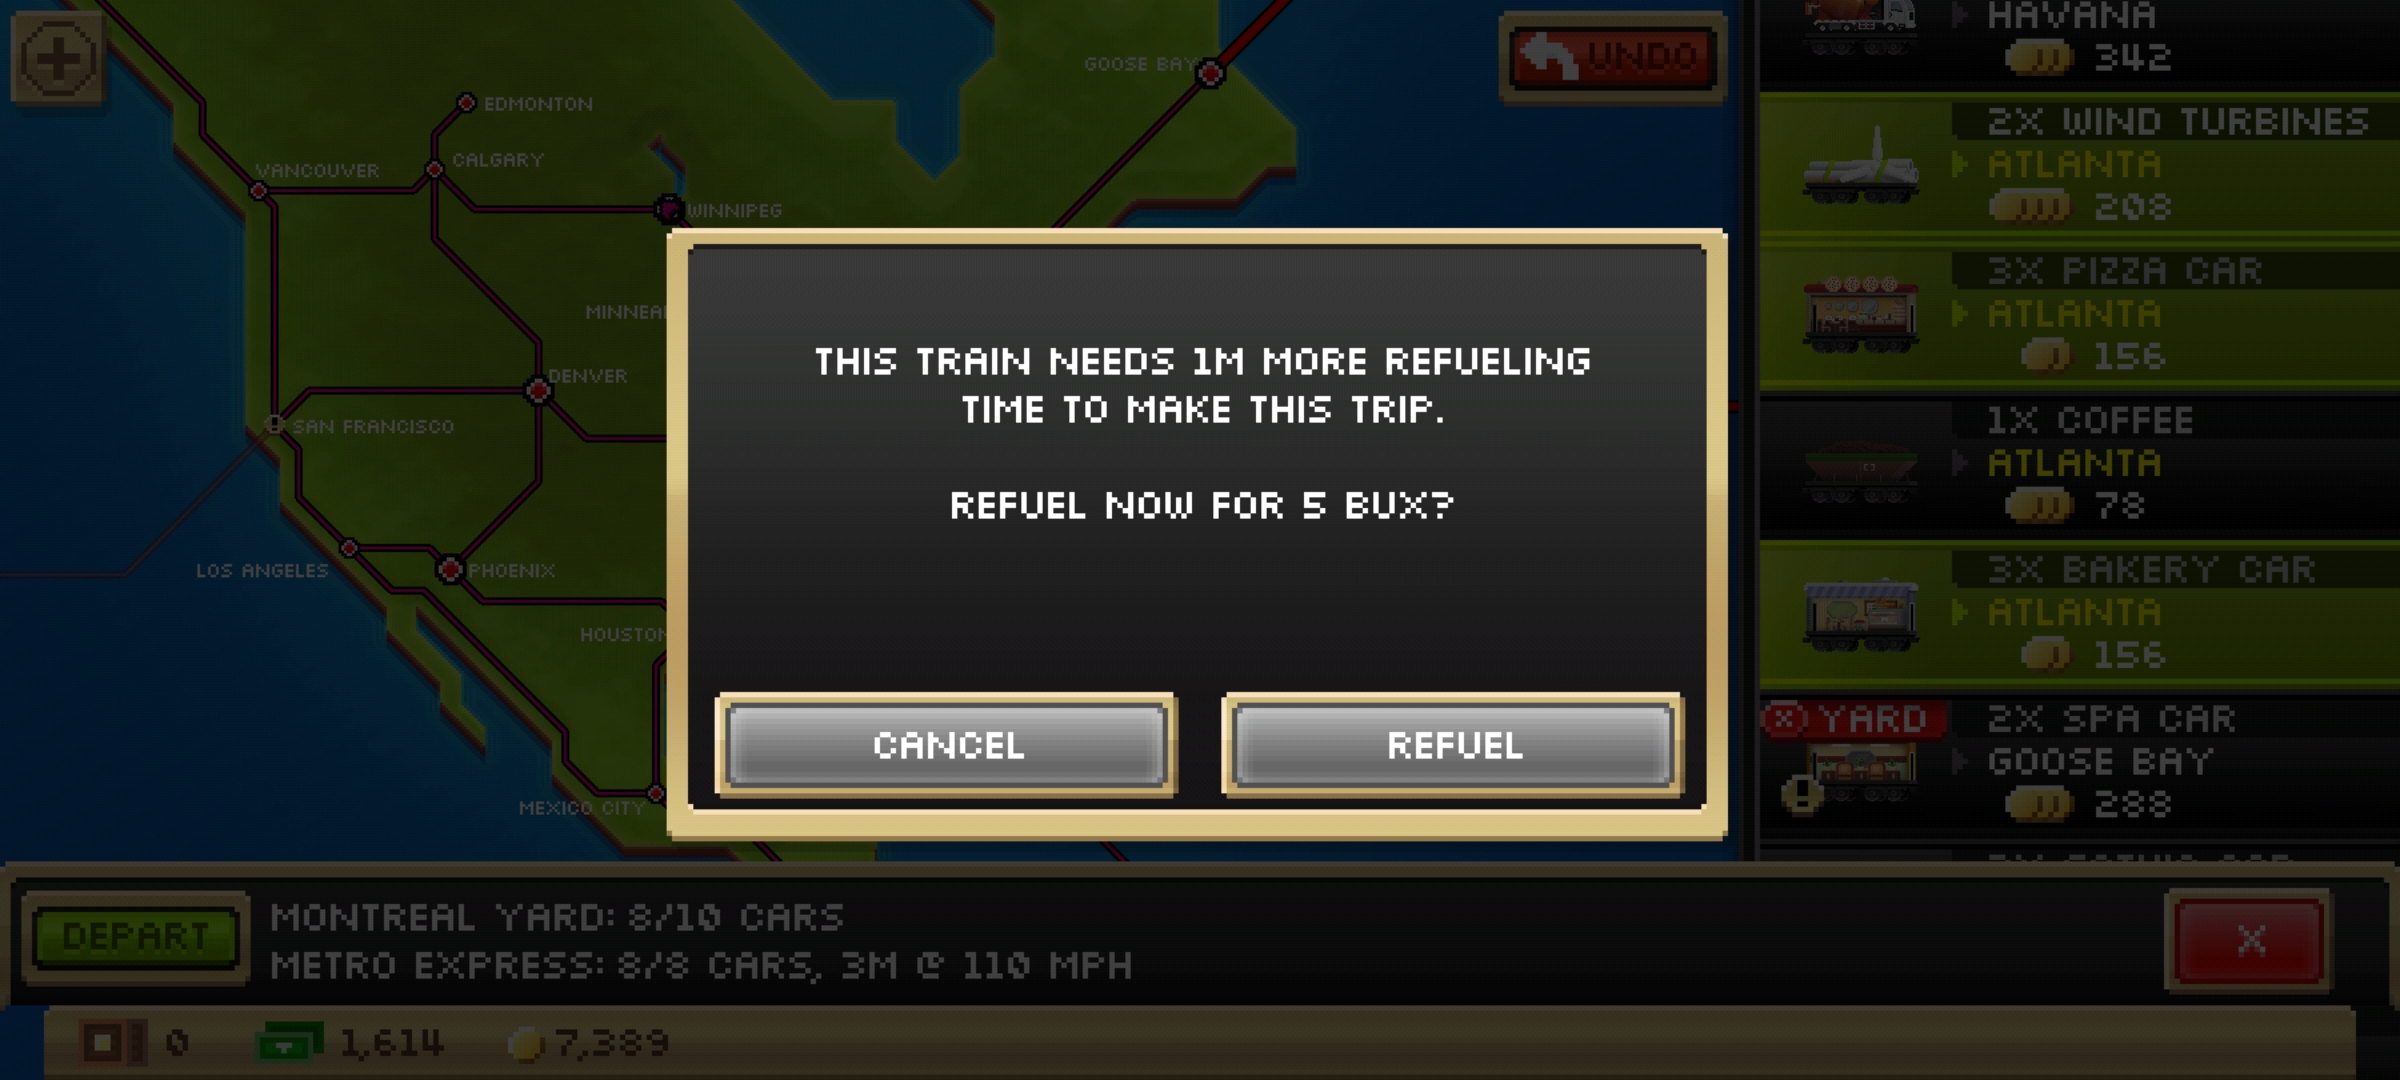 HAVANA
342
UNDO
GOOSE BAY
EDMONTON
CALGARY
VANCOUVER
WINNIPEG
2X WIND TURBINES
ATLANTA
208
3X PIZZA CAR
ATLANTA
156
MINNEA
THIS TRAIN NEEDS 1M MORE REFUELING
TIME TO MAKE THIS TRIP.
REFUEL NOW FOR 5 BUX?
DENVER
SAN FRANCISCO
1X COFFEE
ATLANTA
78
LOS ANGELES
PHOENIX
3X BAKERY CAR
ATLANTA
156
HOUSTON
CANCEL
REFUEL
X YARD
2X SPA CAR
GOOSE BAY
288
MEXICO CITY
DEPART
MONTREAL YARD: 8/10 CARS
METRO EXPRESS: 8/8 CARS, 3M @ 110 MPH
X
0
1,614
7,389